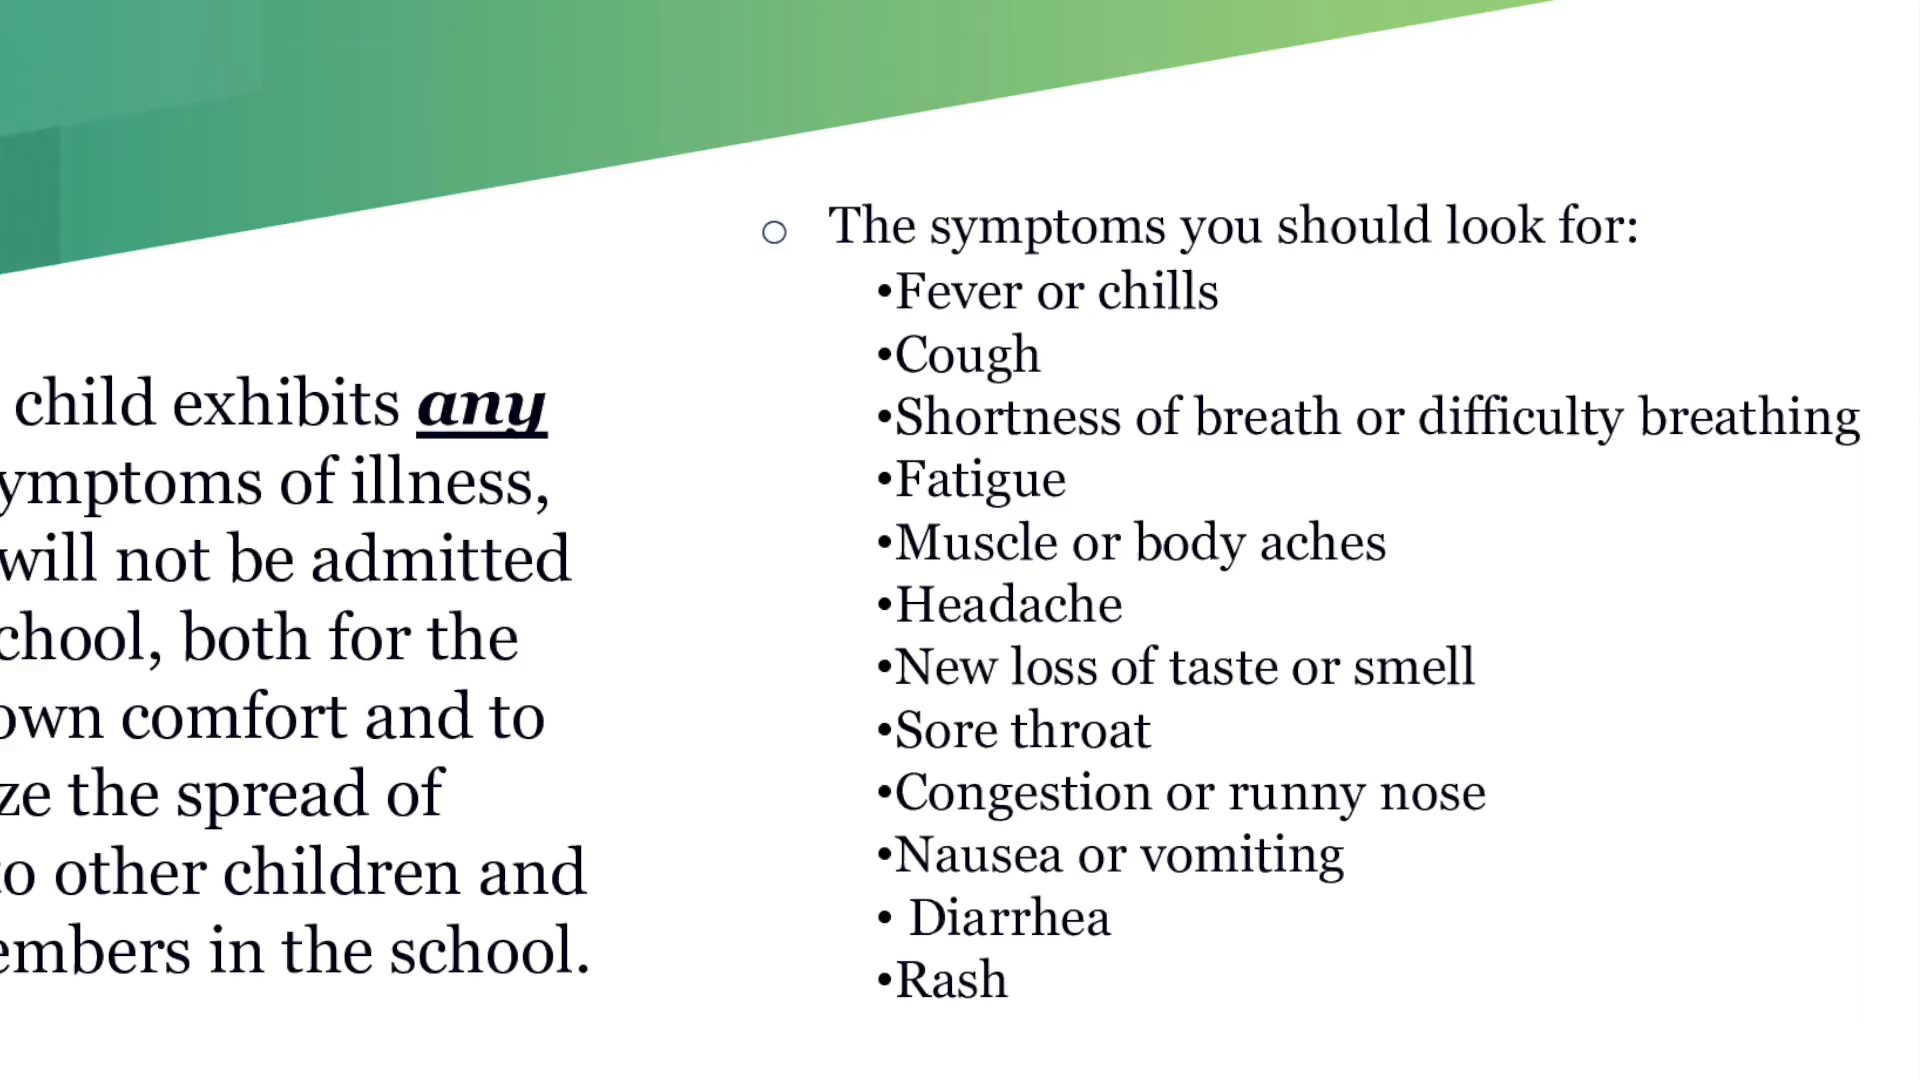 child exhibits any
ymptoms of illness,
will not be admitted
chool, both for the
own comfort and to
ze the spread of
to other children and
embers in the school.
○ The symptoms you should look for:
•Fever or chills
•Cough
•Shortness of breath or difficulty breathing
•Fatigue
•Muscle or body aches
•Headache
•New loss of taste or smell
•Sore throat
•Congestion or runny nose
•Nausea or vomiting
• Diarrhea
•Rash